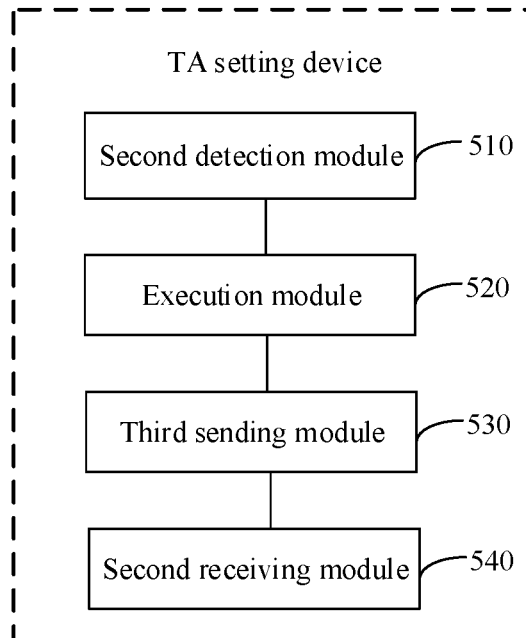 TA setting device
Second detection module 510
Execution module 520
Third sending module 530
Second receiving module 540